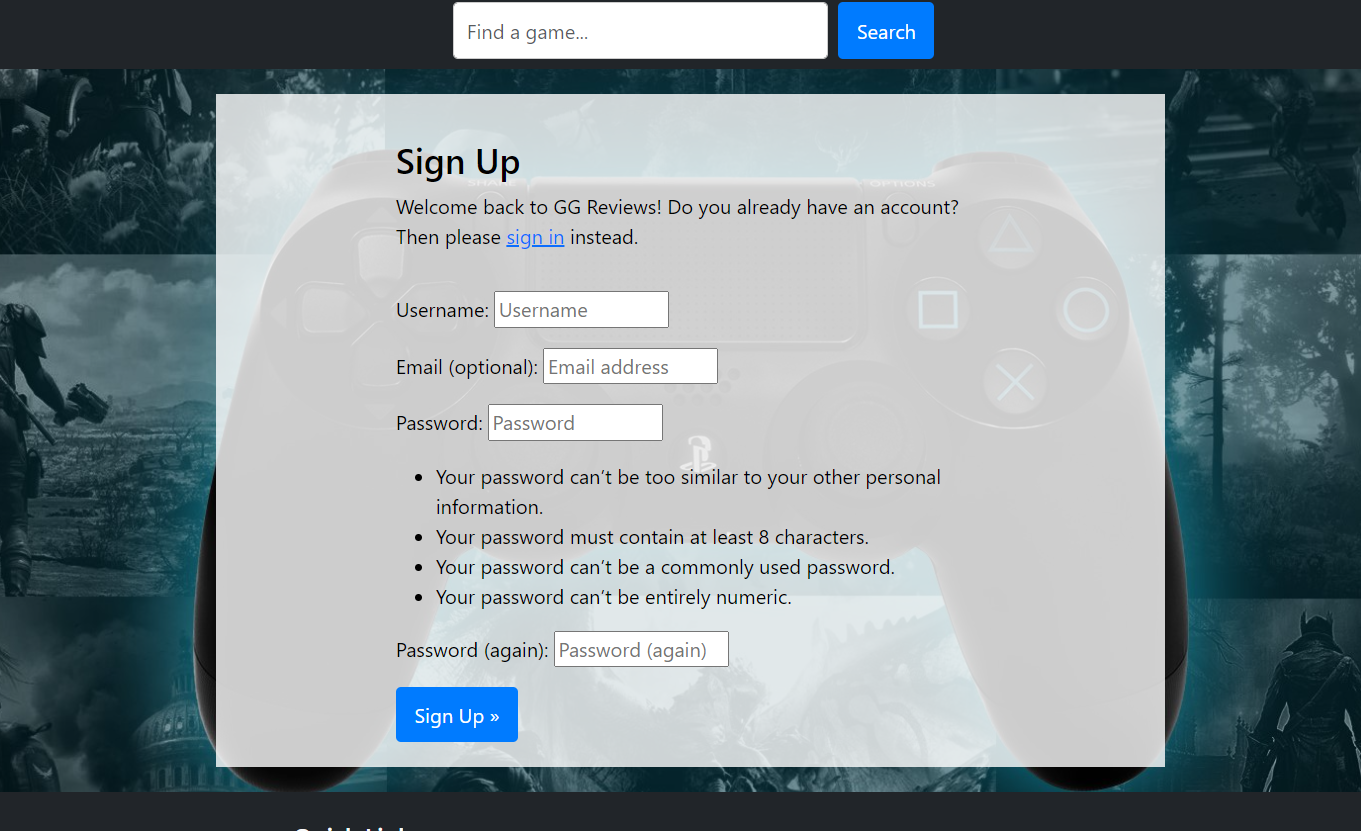 Find a game...
Search
Sign Up
SHARE
OPTIONS
Welcome back to GG Reviews! Do you already have an account?
Then please sign in instead.
Username: Username
Email (optional): Email address
Password: Password
Your password can’t be too similar to your other personal
information.
Your password must contain at least 8 characters.
Your password can’t be a commonly used password.
Your password can’t be entirely numeric.
Password (again): Password (again)
Sign Up »